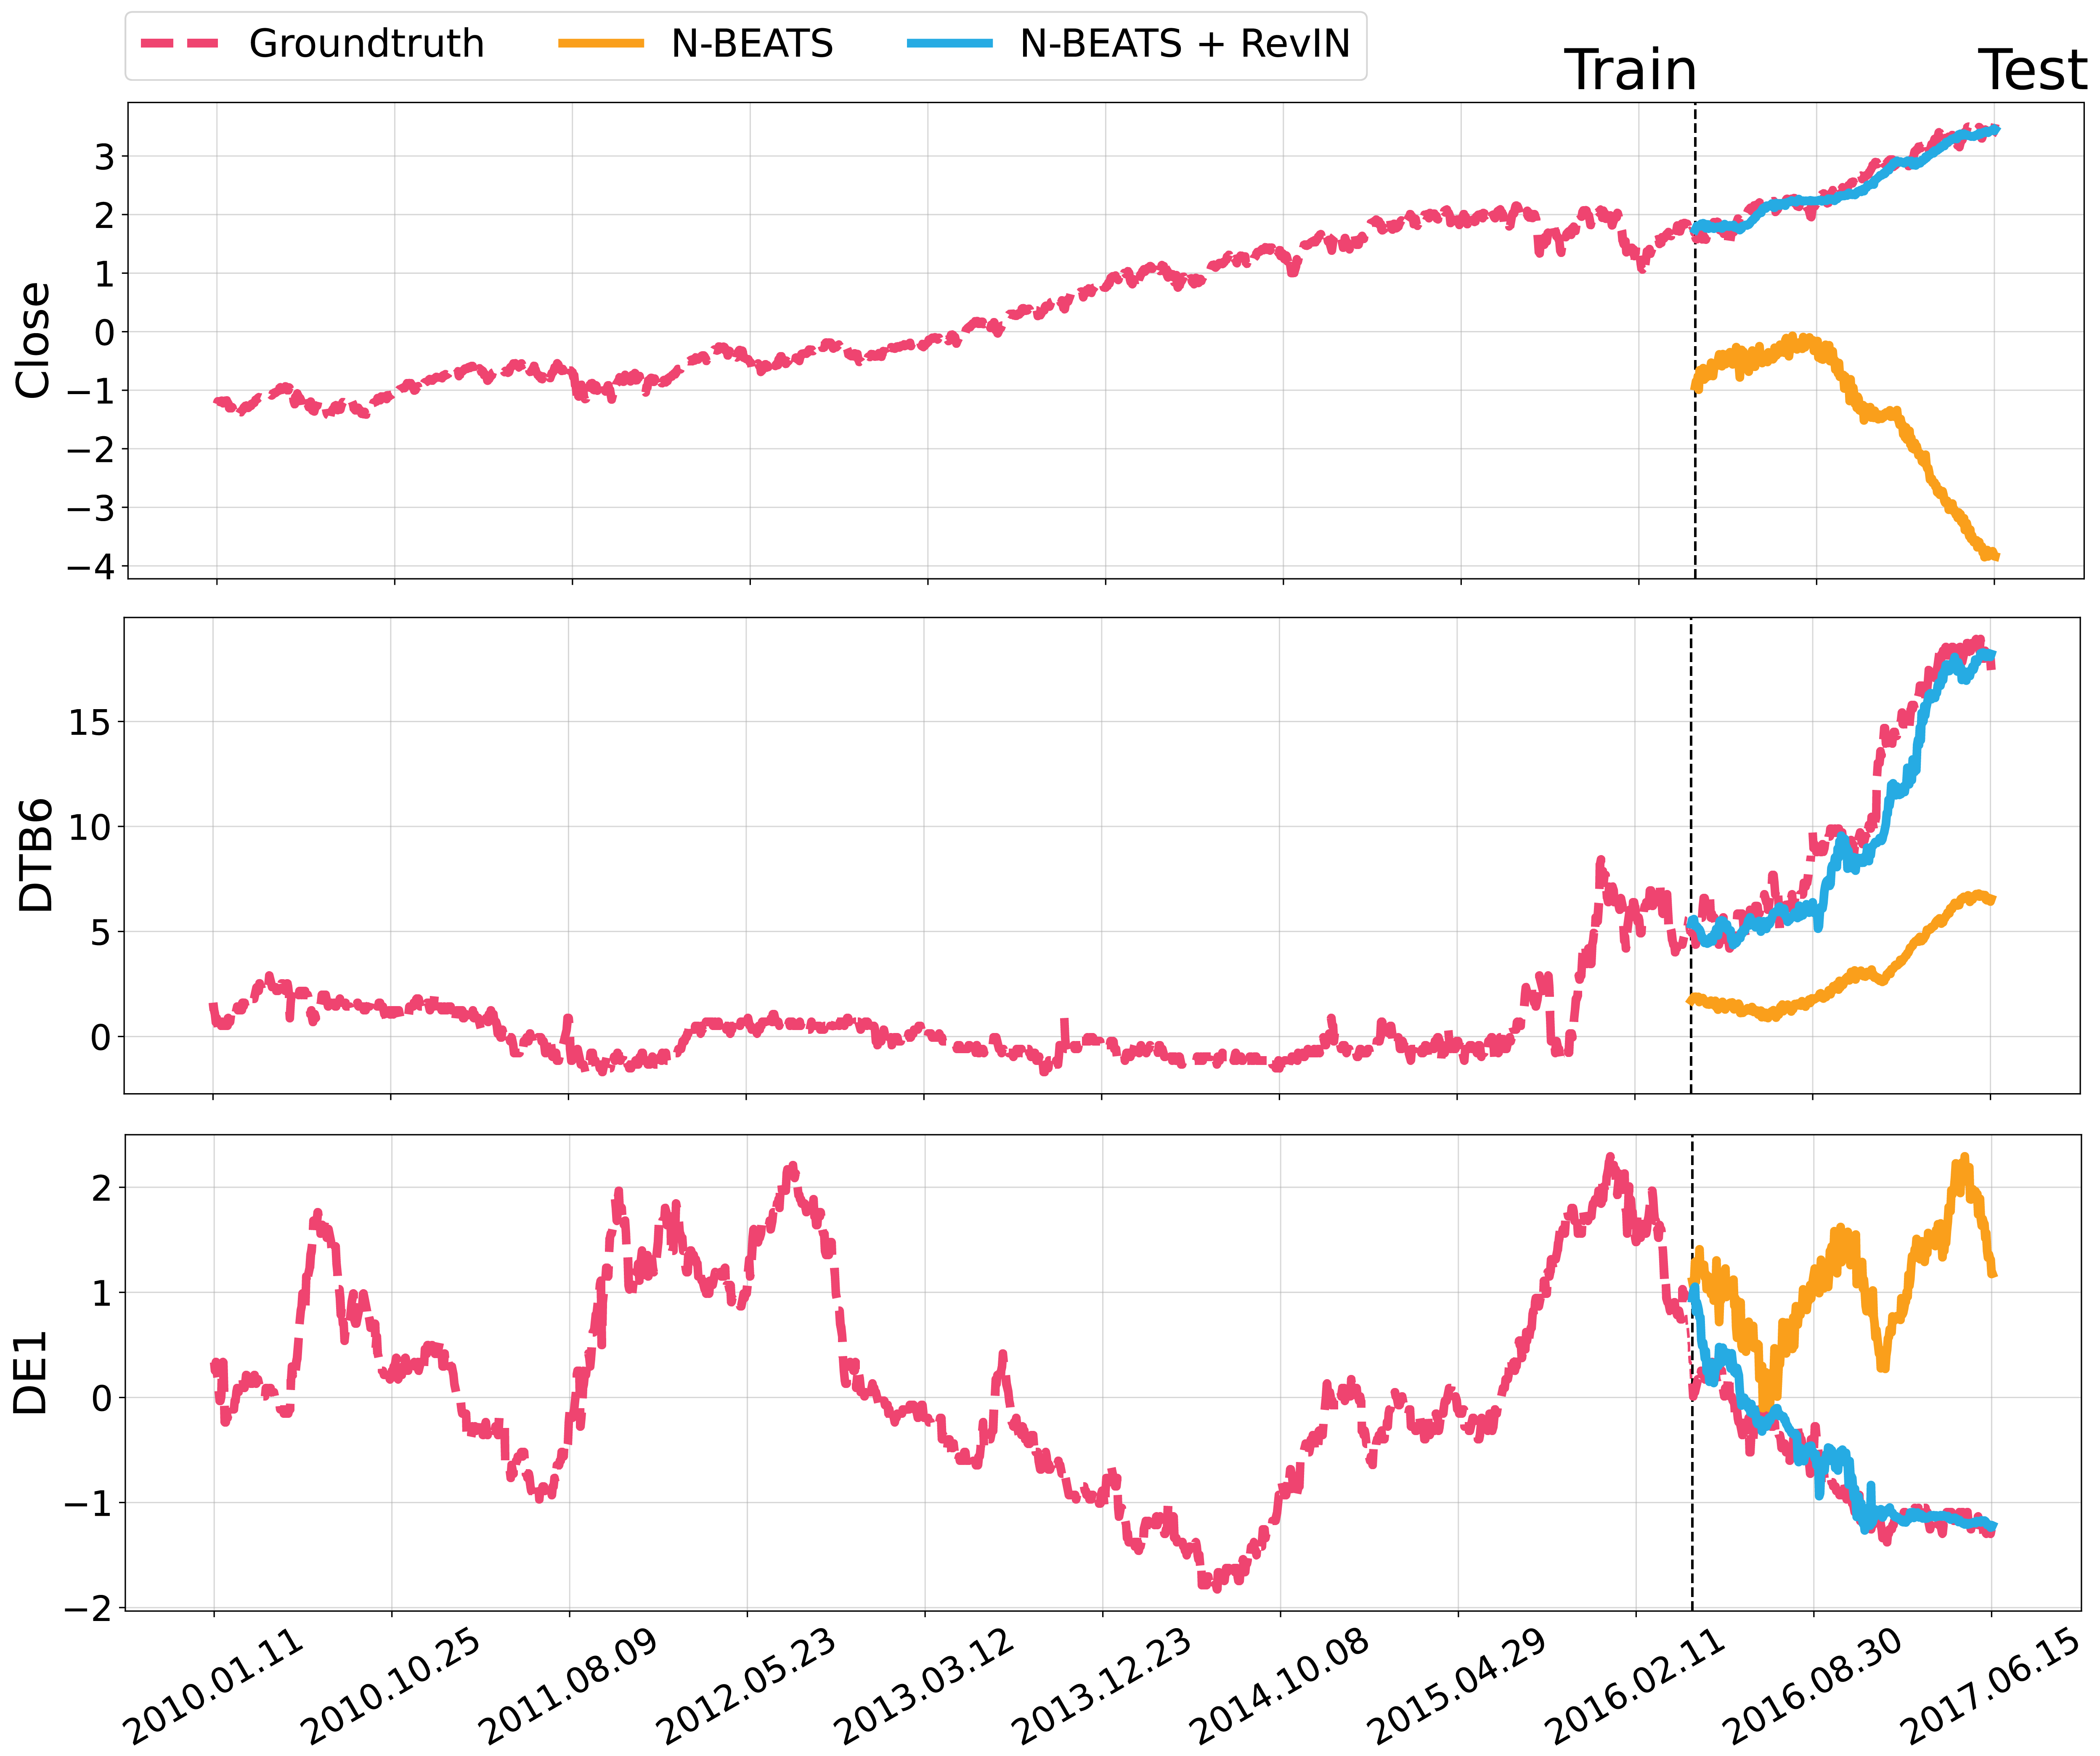 Groundtruth N-BEATS N-BEATS + RevIN
Train Test
Close
3
2
1
0
−1
−2
−3
−4
DTB6
15
10
5
0
DE1
2
1
0
−1
−2
2010.01.11 2010.10.25 2011.08.09 2012.05.23 2013.03.12 2013.12.23 2014.10.08 2015.04.29 2016.02.11 2016.08.30 2017.06.15